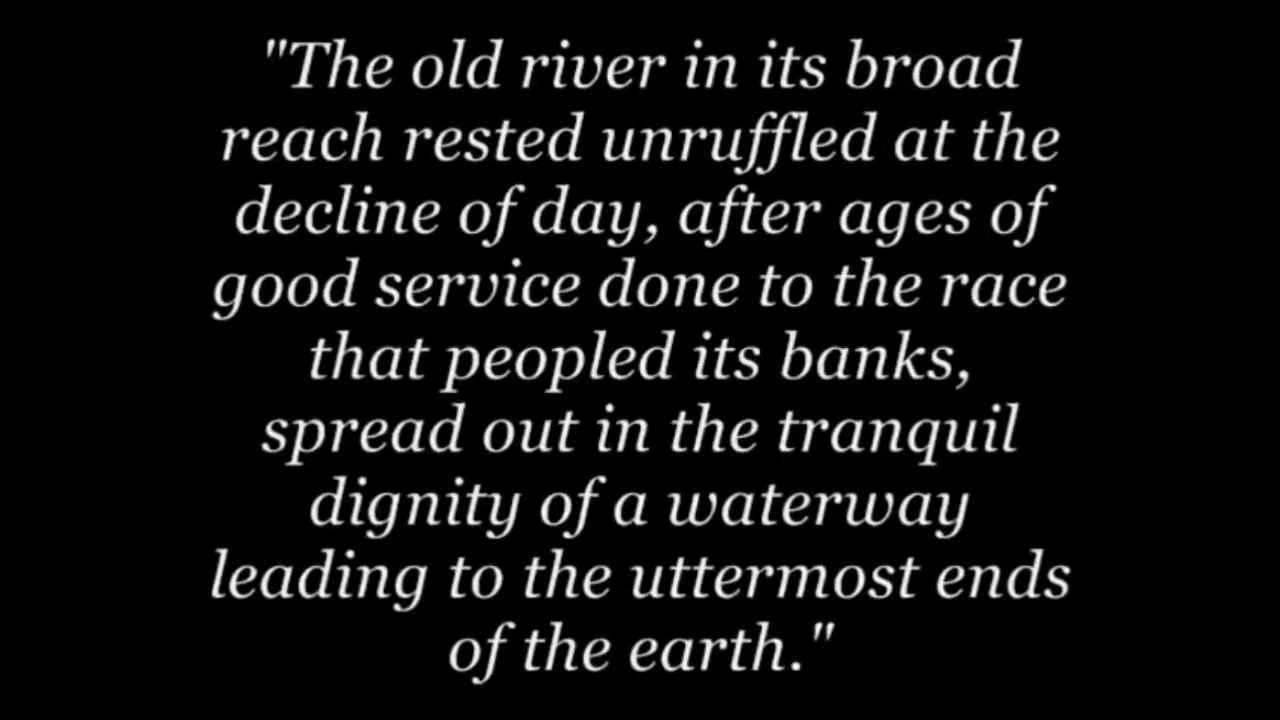 "The old river in its broad
reach rested unruffled at the
decline of day, after ages of
good service done to the race
that peopled its banks,
spread out in the tranquil
dignity of a waterway
leading to the uttermost ends
of the earth."